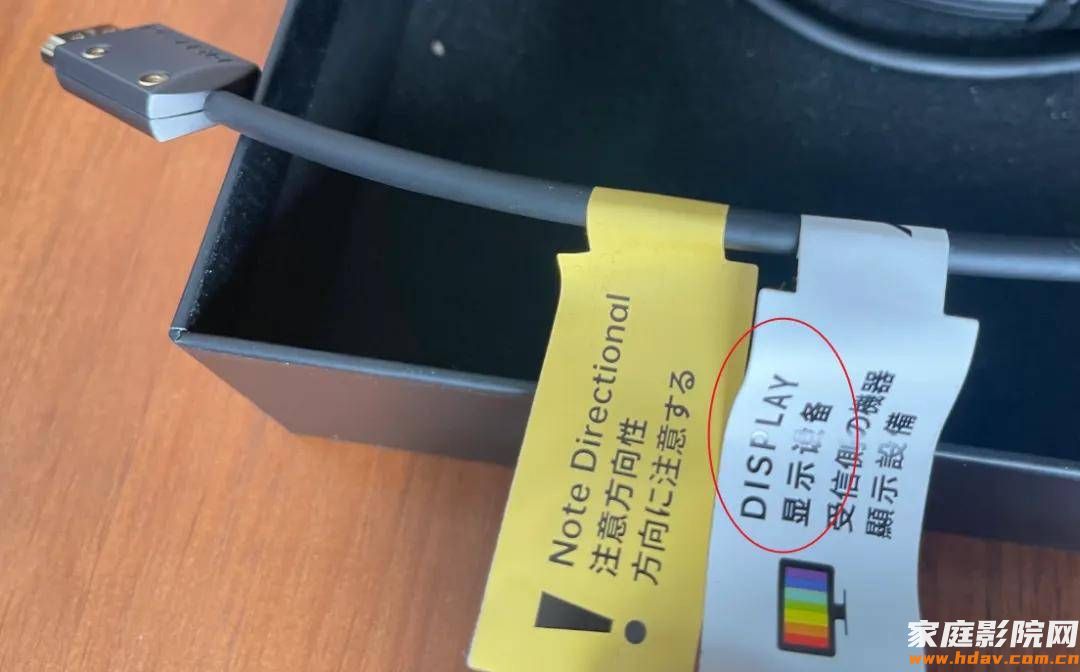 Note Directional
注意方向性
方向に注意する
DISPLAY
显示设备
受信側の機器
顯示設備
家庭影院网
www.hdav.com.cn